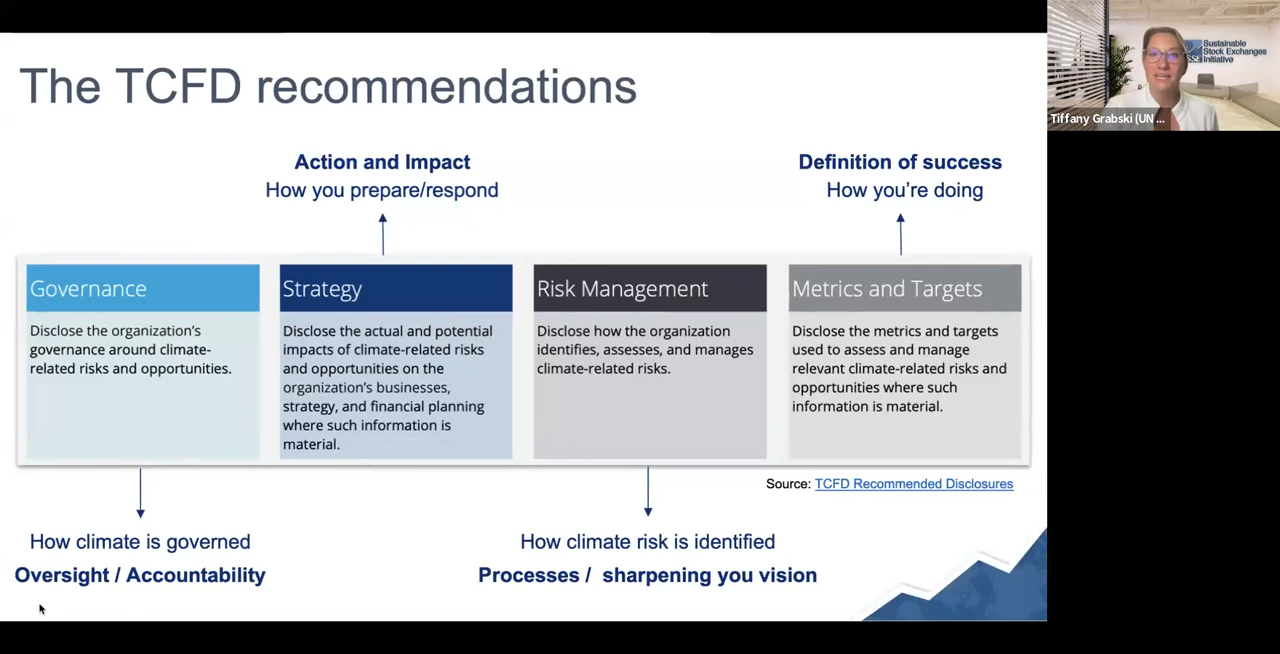 The TCFD recommendations
Action and Impact
How you prepare/respond
Definition of success
How you're doing
Governance
Disclose the organization's
governance around climate-
related risks and opportunities.
Strategy
Disclose the actual and potential
impacts of climate-related risks
and opportunities on the
organization's businesses,
strategy, and financial planning
where such information is
material.
Risk Management
Disclose how the organization
identifies, assesses, and manages
climate-related risks.
Metrics and Targets
Disclose the metrics and targets
used to assess and manage
relevant climate-related risks and
opportunities where such
information is material.
Source: TCFD Recommended Disclosures
How climate is governed
Oversight / Accountability
How climate risk is identified
Processes /  sharpening you vision
Sustainable
Stock Exchanges
Initiative
Tiffany Grabski (UN ...